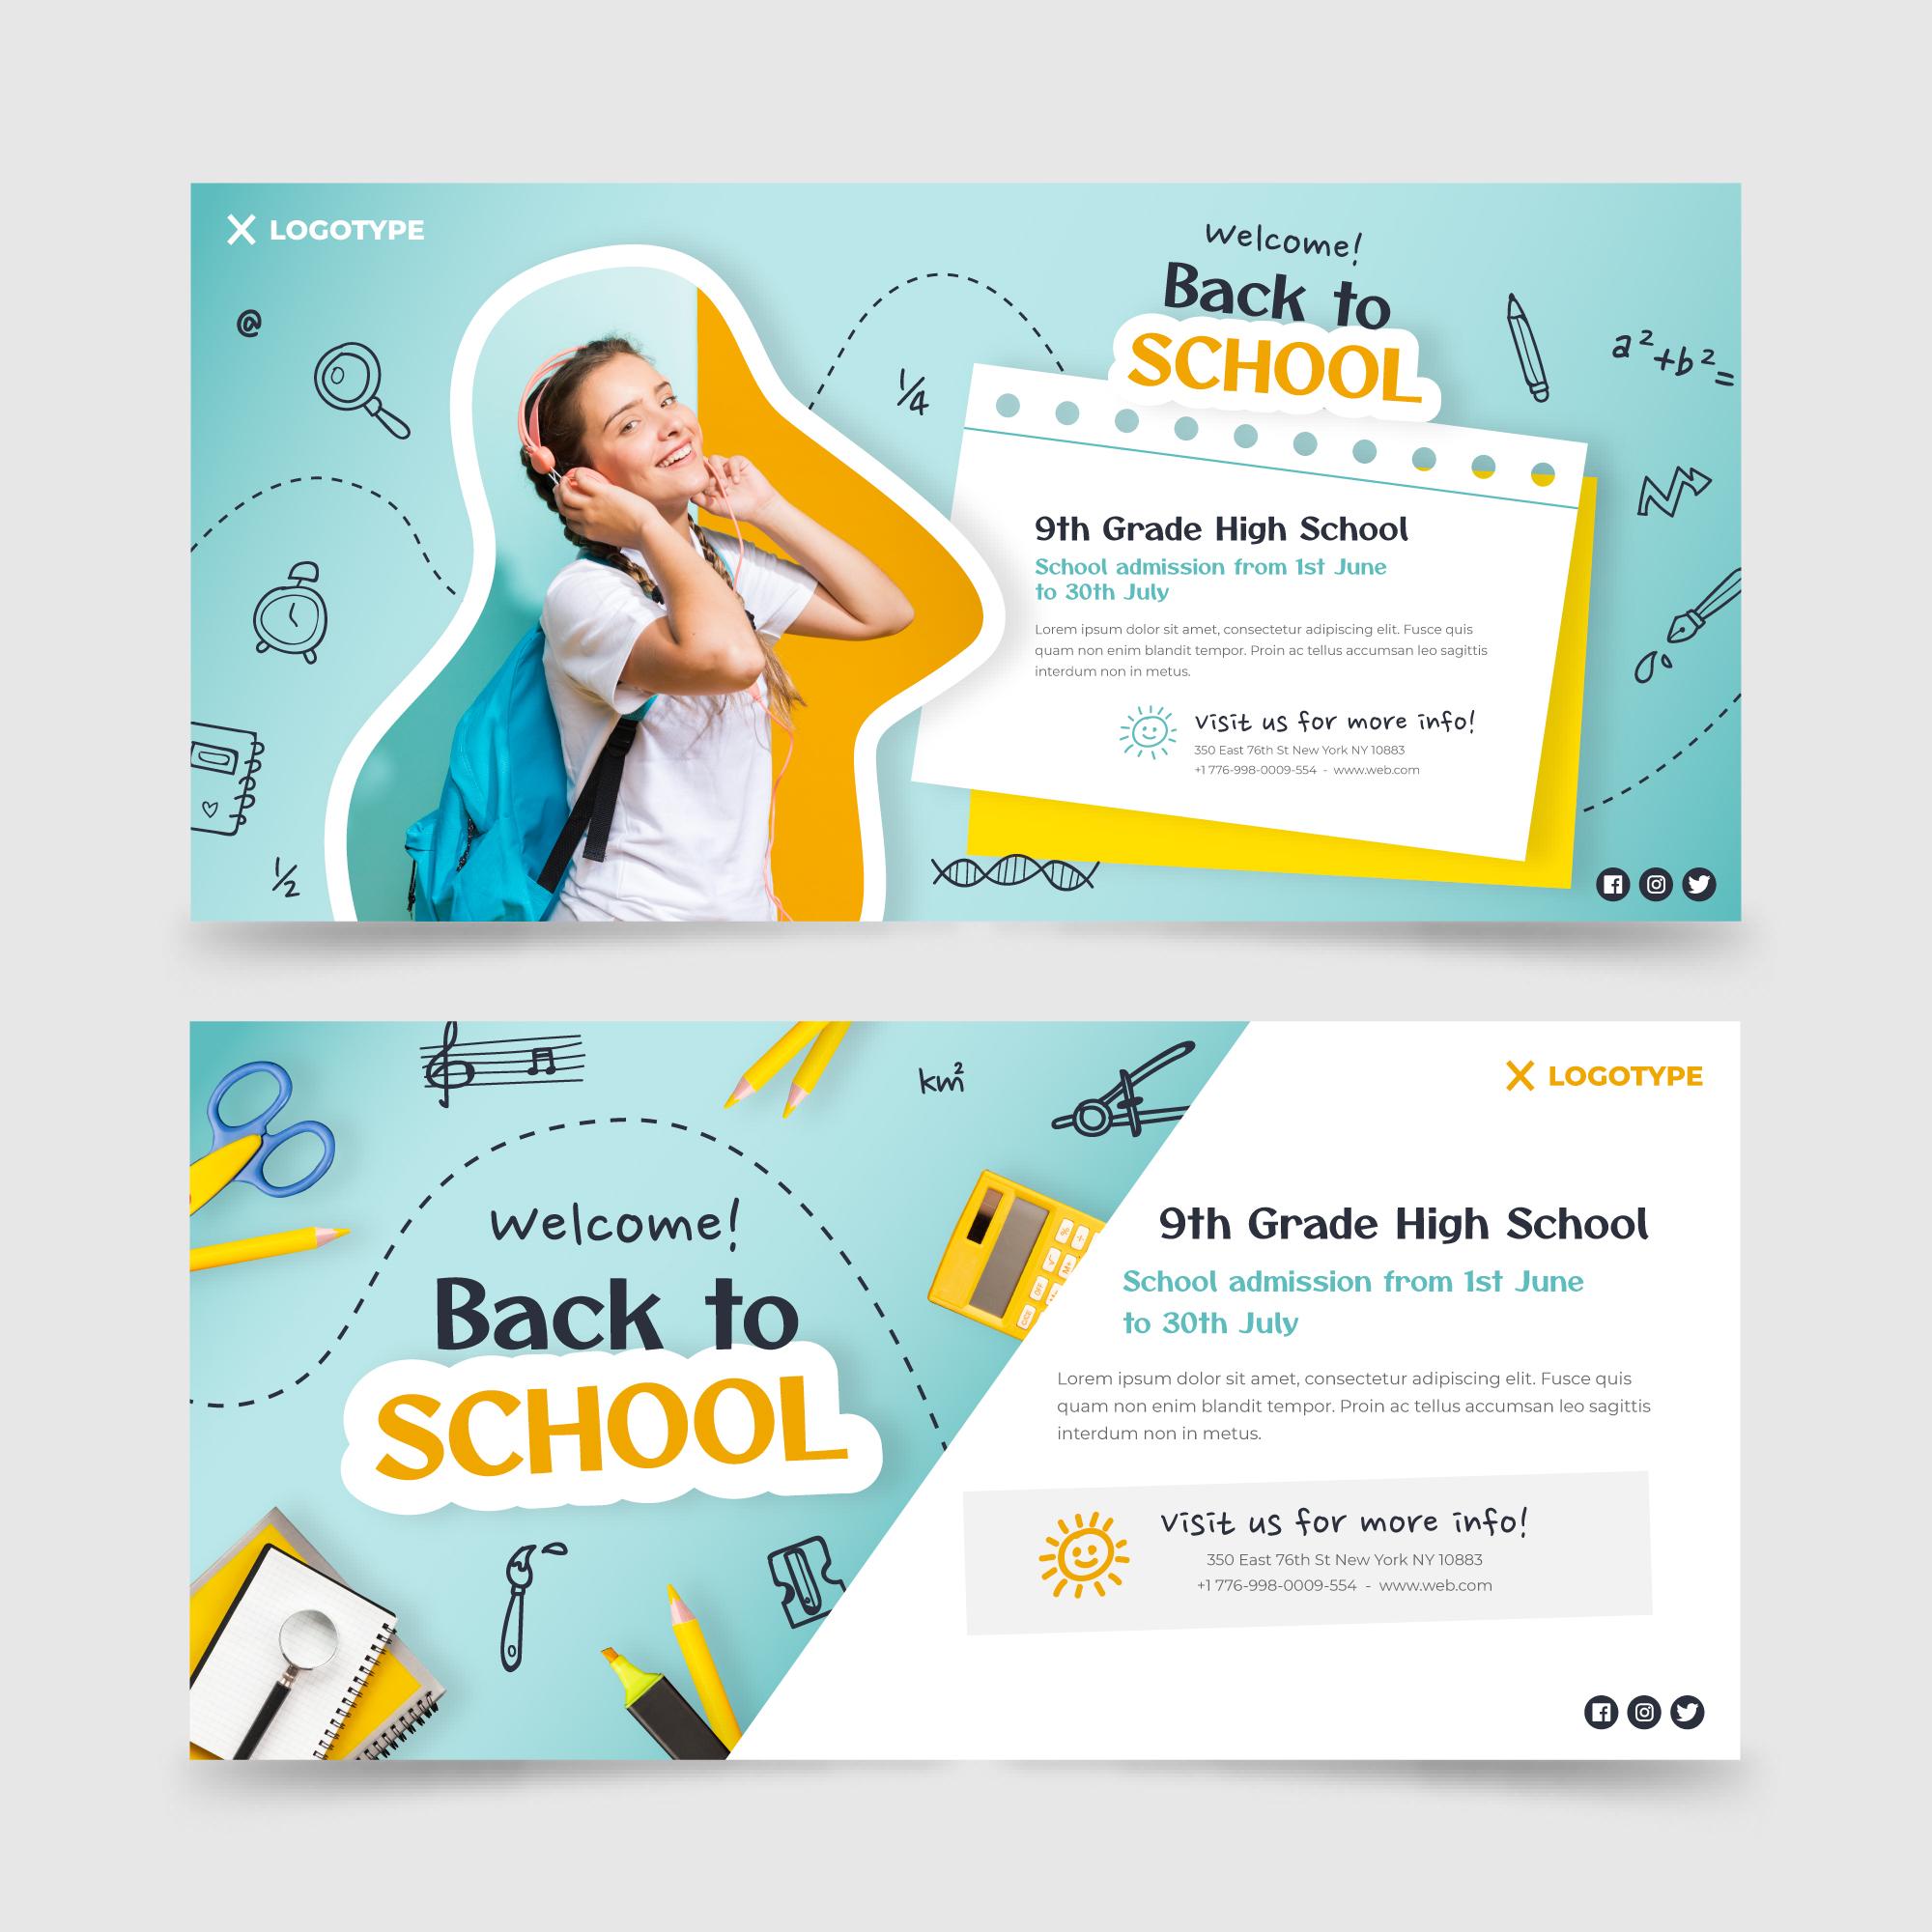 X LOGOTYPE
@
Welcome!
Back to
SCHOOL
1/4
a²+b²=
9th Grade High School
School admission from 1st June
to 30th July
Lorem ipsum dolor sit amet, consectetur adipiscing elit. Fusce quis
quam non enim blandit tempor. Proin ac tellus accumsan leo sagittis
interdum non in metus.
Visit us for more info!
350 East 76th St New York NY 10883
+1 776-998-0009-554 - www.web.com
1/2
km²
Welcome!
Back to
SCHOOL
X LOGOTYPE
9th Grade High School
School admission from 1st June
to 30th July
Lorem ipsum dolor sit amet, consectetur adipiscing elit. Fusce quis
quam non enim blandit tempor. Proin ac tellus accumsan leo sagittis
interdum non in metus.
Visit us for more info!
350 East 76th St New York NY 10883
+1 776-998-0009-554 - www.web.com